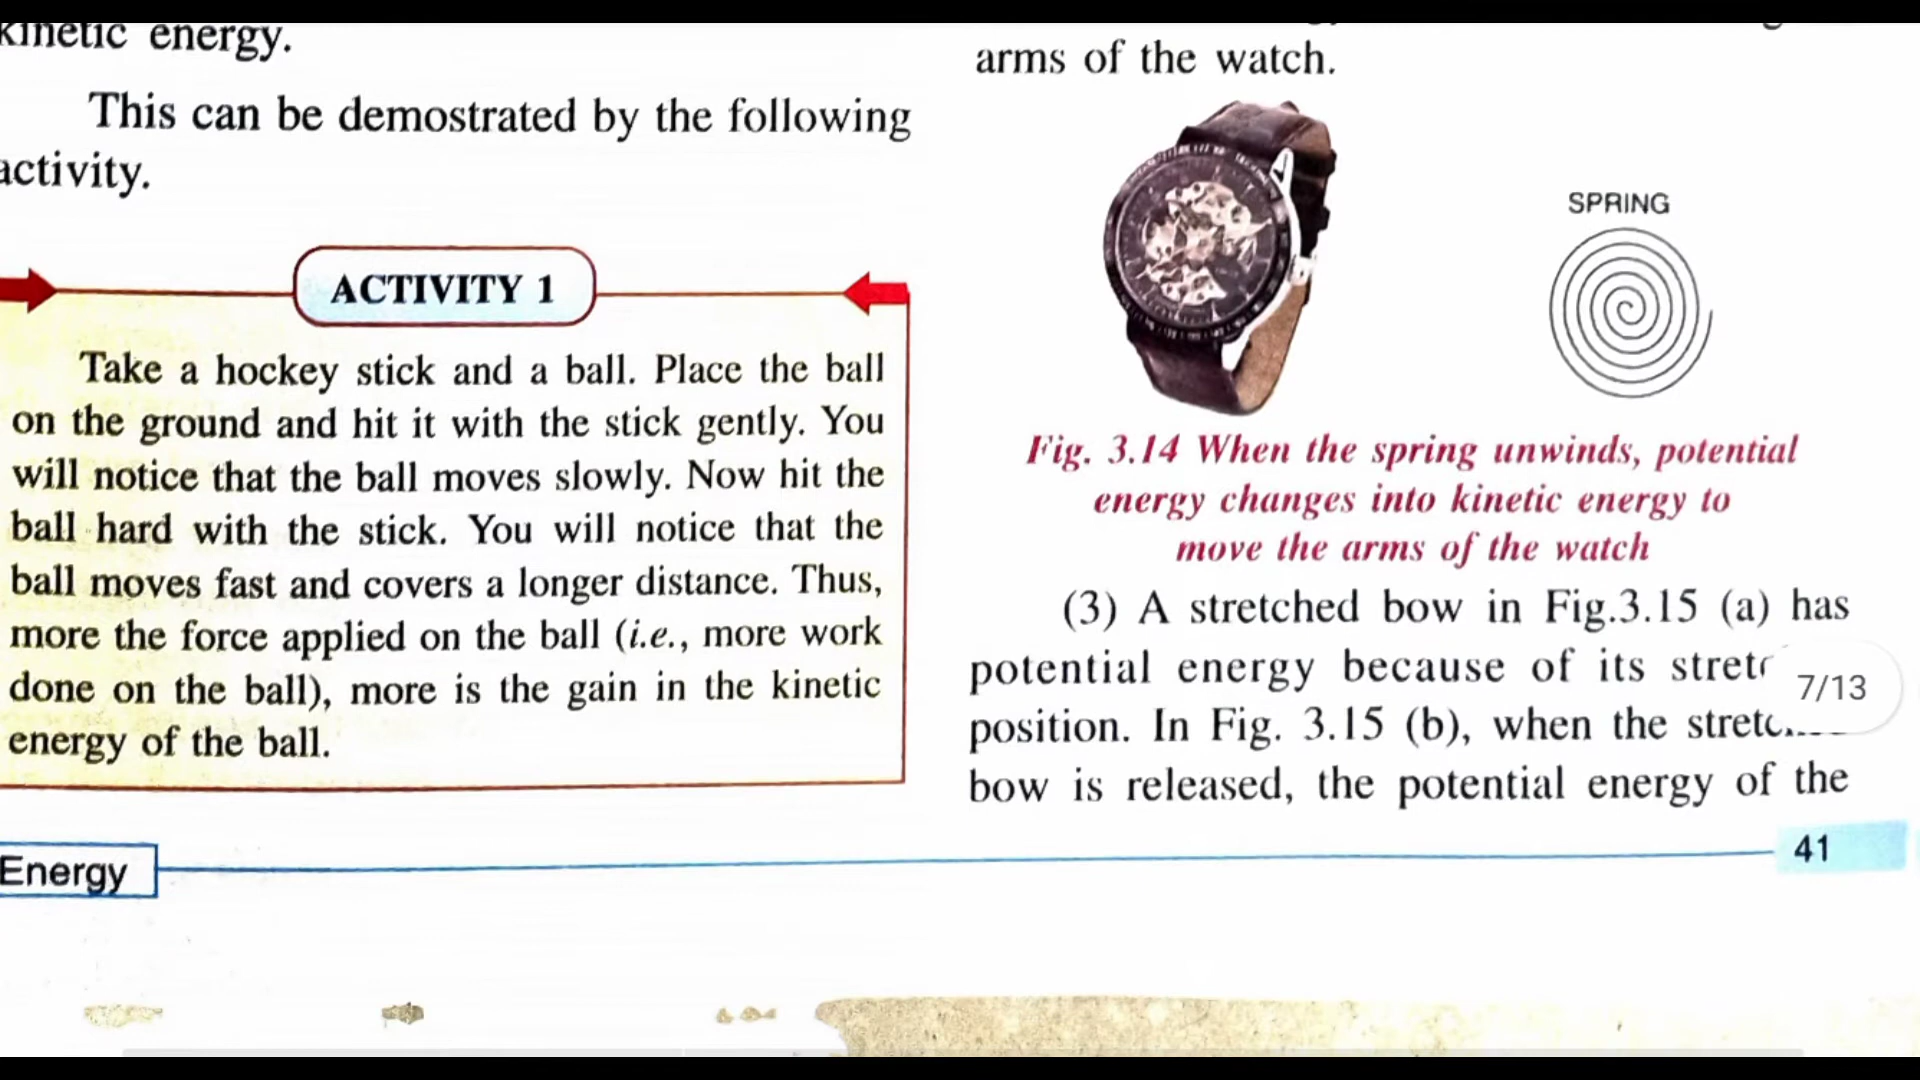 kinetic energy.
This can be demostrated by the following
activity.
ACTIVITY 1
Take a hockey stick and a ball. Place the ball
on the ground and hit it with the stick gently. You
will notice that the ball moves slowly. Now hit the
ball hard with the stick. You will notice that the
ball moves fast and covers a longer distance. Thus,
more the force applied on the ball (i.e., more work
done on the ball), more is the gain in the kinetic
energy of the ball.
arms of the watch.
SPRING
Fig. 3.14 When the spring unwinds, potential
energy changes into kinetic energy to
move the arms of the watch
(3) A stretched bow in Fig.3.15 (a) has
potential energy because of its
position. In Fig. 3.15 (b), when the
bow is released, the potential energy of the
7/13
Energy
41